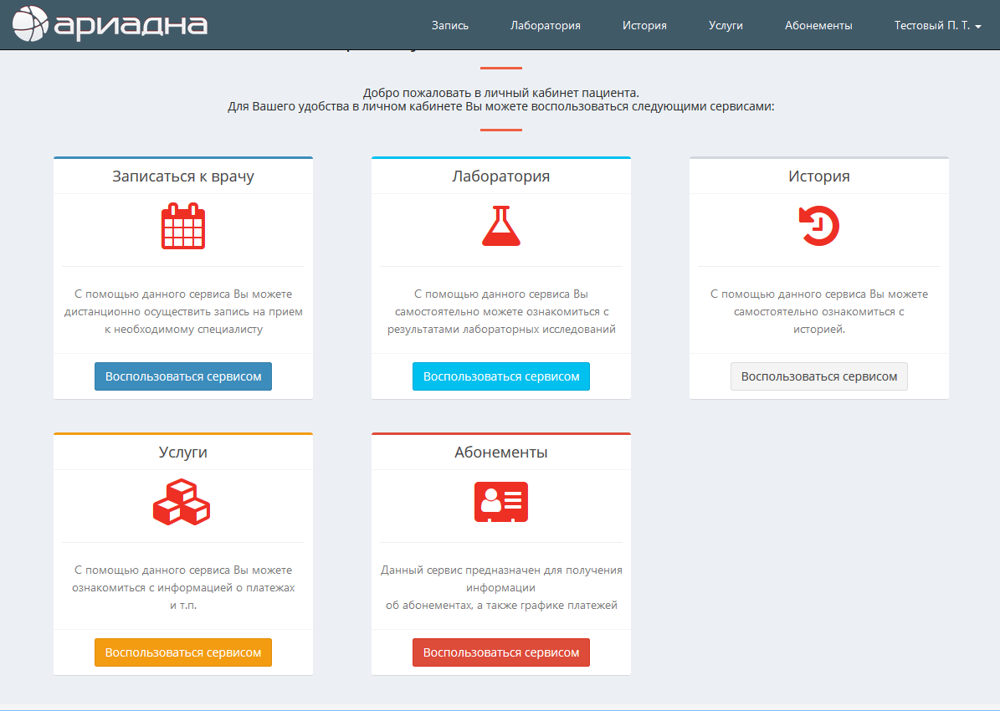 ариадна
Запись
Лаборатория
История
Услуги
Абонементы
Тестовый П. Т.
Добро пожаловать в личный кабинет пациента.
Для Вашего удобства в личном кабинете Вы можете воспользоваться следующими сервисами:
Записаться к врачу
С помощью данного сервиса Вы можете
дистанционно осуществить запись на прием
к необходимому специалисту
Воспользоваться сервисом
Лаборатория
С помощью данного сервиса Вы
самостоятельно можете ознакомиться с
результатами лабораторных исследований
Воспользоваться сервисом
История
С помощью данного сервиса Вы можете
самостоятельно ознакомиться с
историей.
Воспользоваться сервисом
Услуги
С помощью данного сервиса Вы можете
ознакомиться с информацией о платежах
и т.п.
Воспользоваться сервисом
Абонементы
Данный сервис предназначен для получения
информации
об абонементах, а также графике платежей
Воспользоваться сервисом